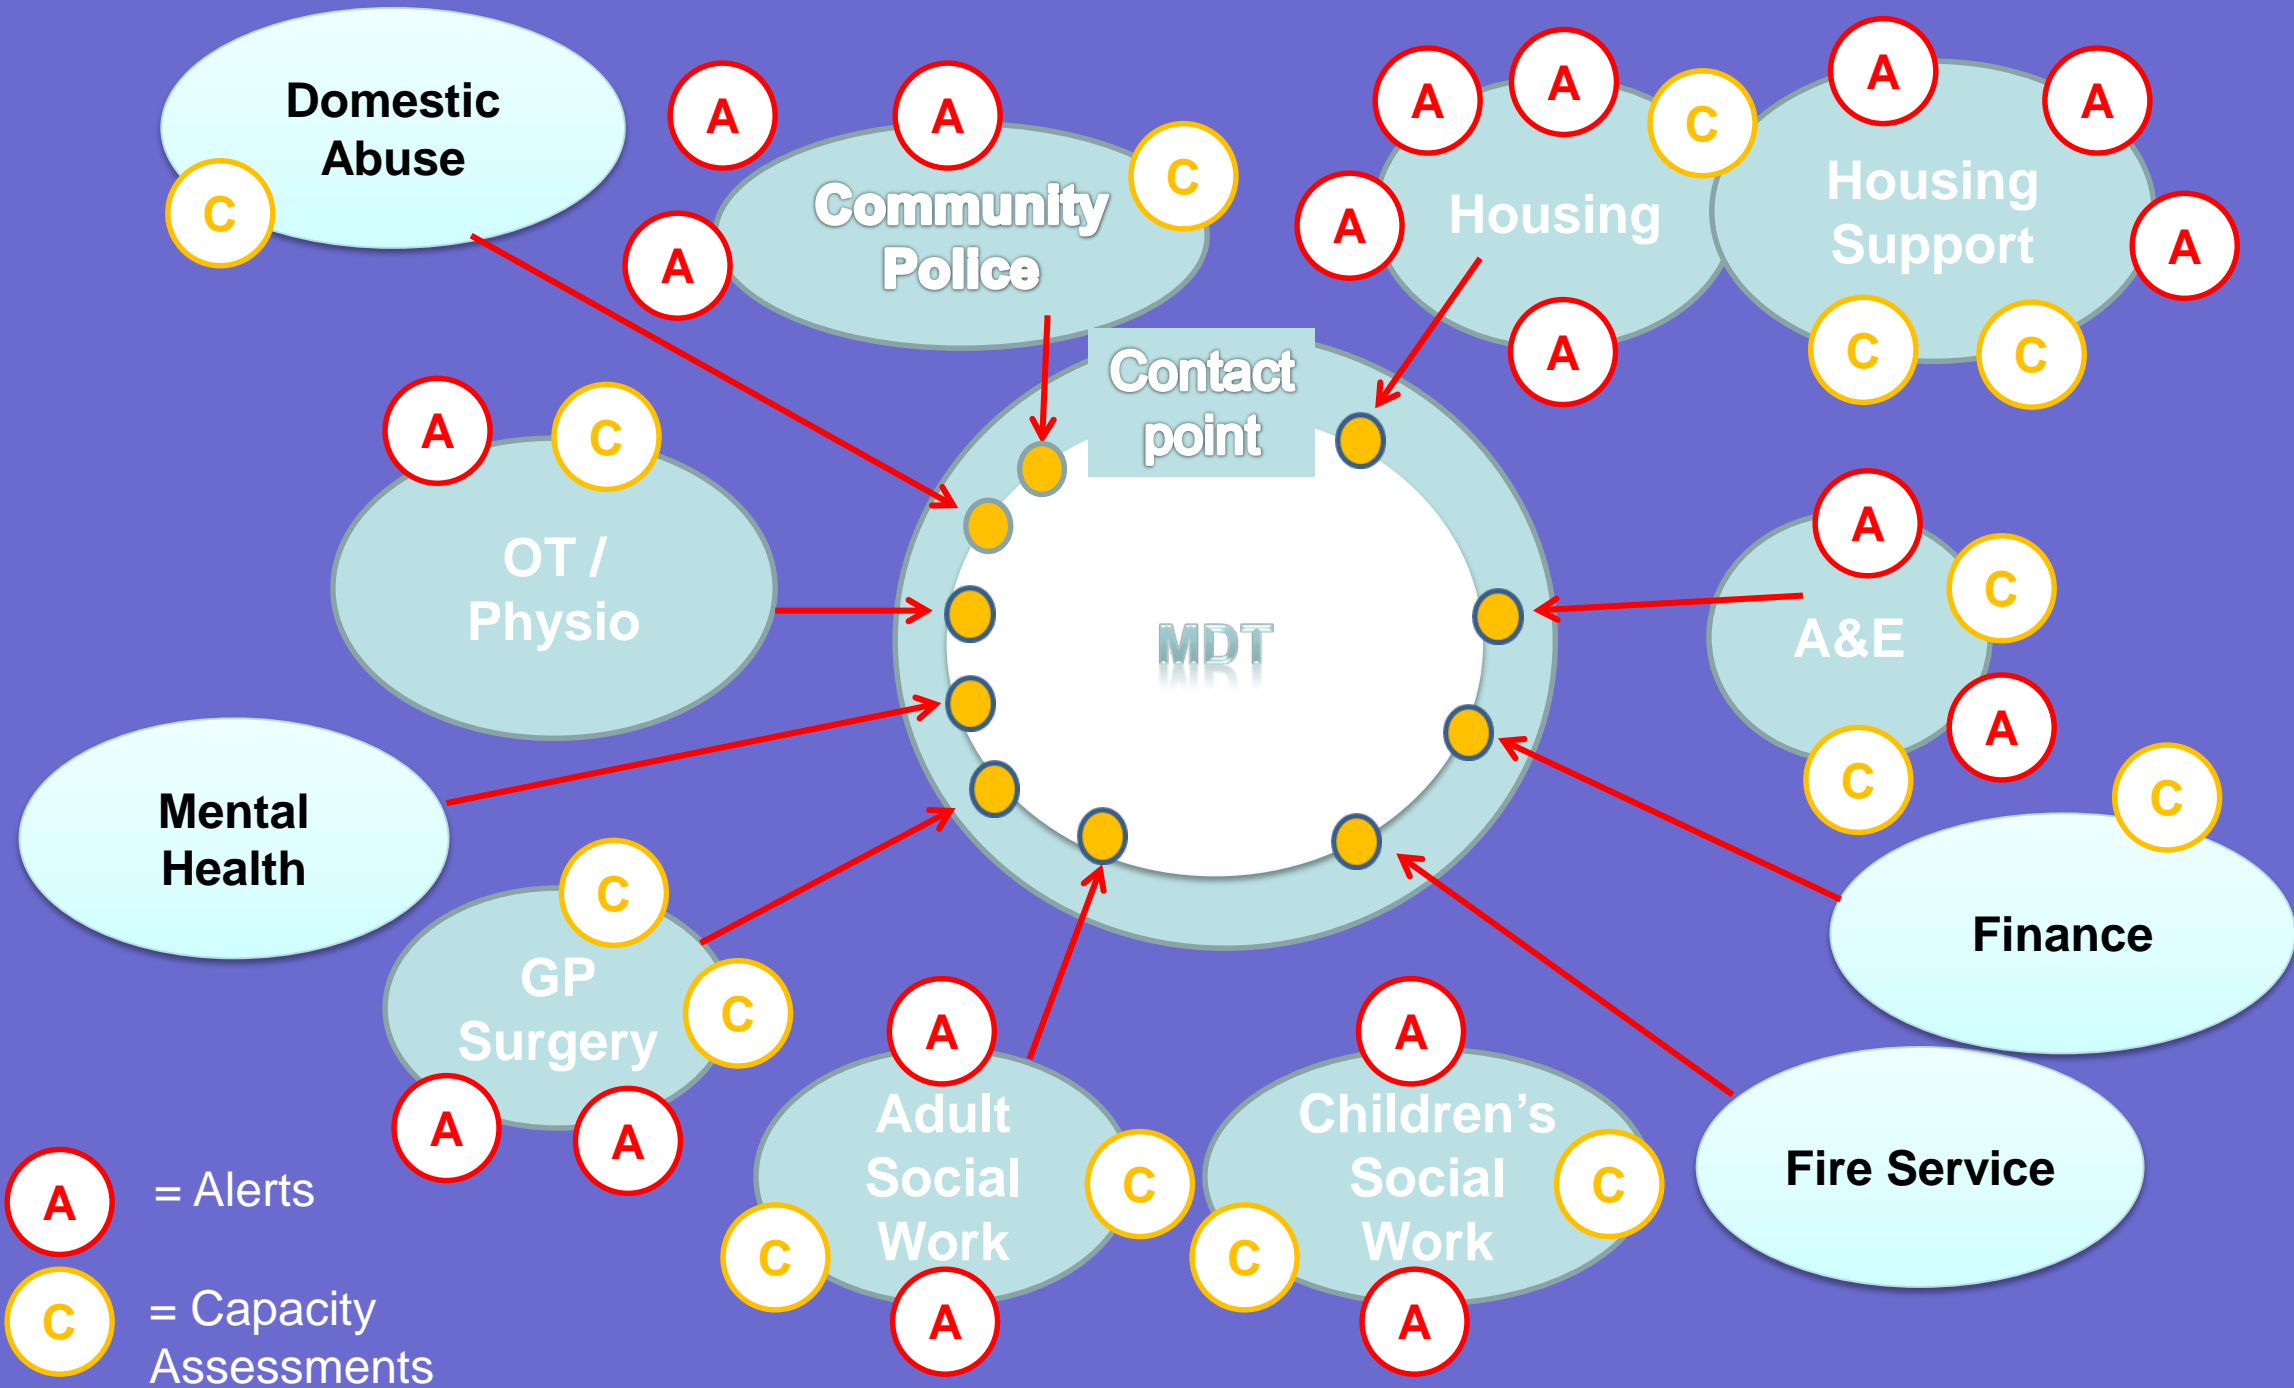 Domestic
Abuse
C
A
A
A
C
Community
Police
A
A
A
A
C
Housing
A
A
A
C
C
Housing
Support
Contact
point
A
C
OT /
Physio
MDT
A
C
A
C
A&E
Mental
Health
C
Finance
C
C
A
A
GP
Surgery
A
C
C
A
Adult
Social
Work
A
C
C
A
Children’s
Social
Work
Fire Service
A
= Alerts
C
= Capacity
Assessments